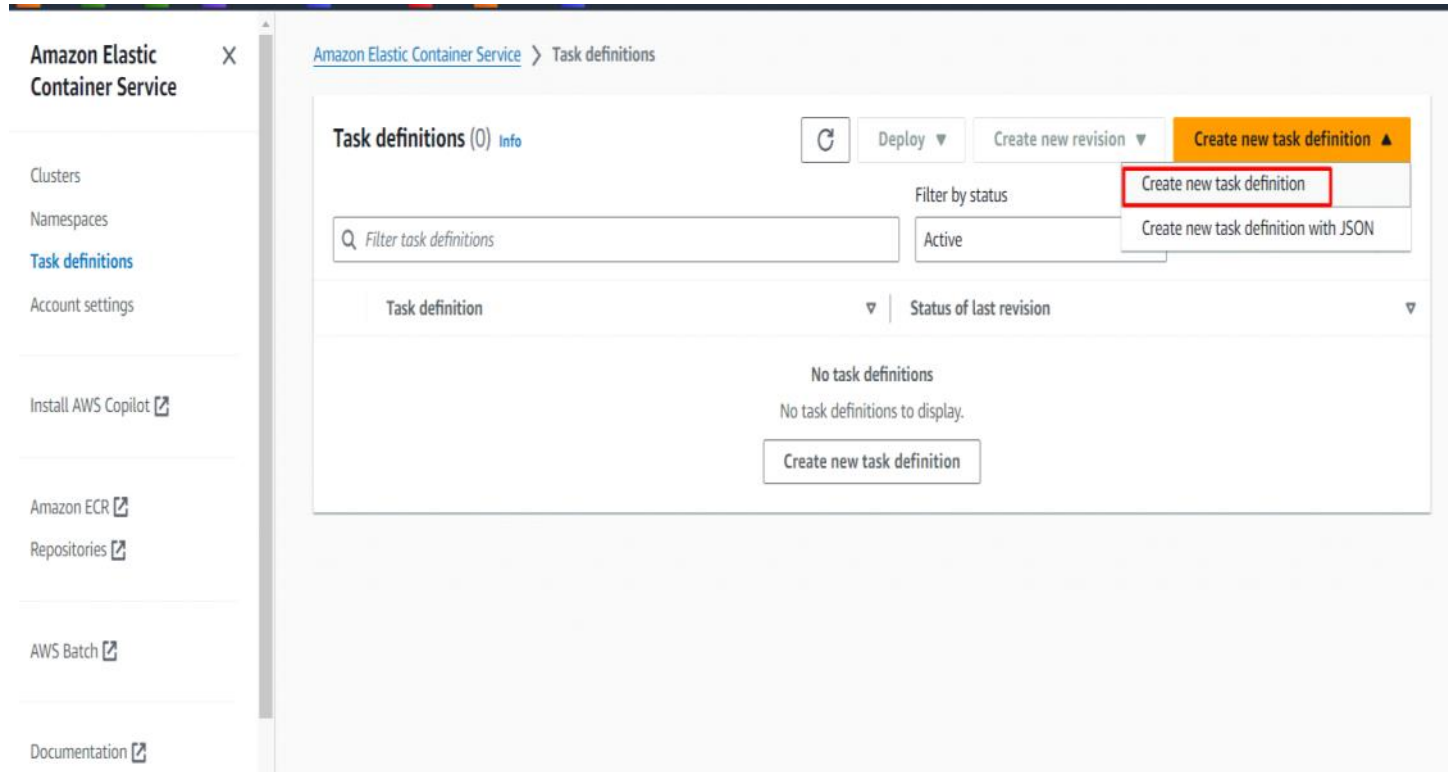 Amazon Elastic
Container Service
Clusters
Namespaces
Task definitions
Account settings
Install AWS Copilot
Amazon ECR
Repositories
AWS Batch
Documentation
Amazon Elastic Container Service > Task definitions
Task definitions (0) Info
Deploy
Create new revision
Create new task definition
Create new task definition
Create new task definition with JSON
Filter by status
Filter task definitions
Active
Task definition
Status of last revision
No task definitions
No task definitions to display.
Create new task definition